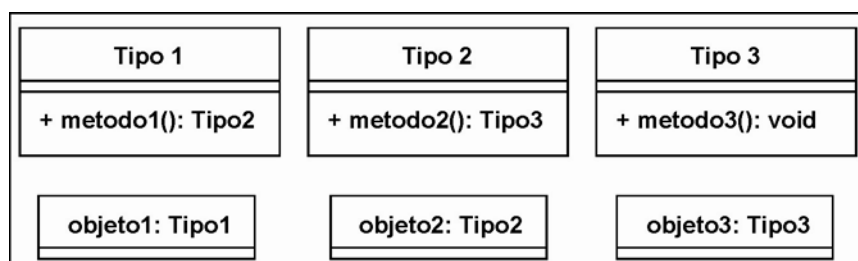 Tipo 1
Tipo 2
Tipo 3
+ metodo1(): Tipo2
+ metodo2(): Tipo3
+ metodo3(): void
objeto1: Tipo1
objeto2: Tipo2
objeto3: Tipo3